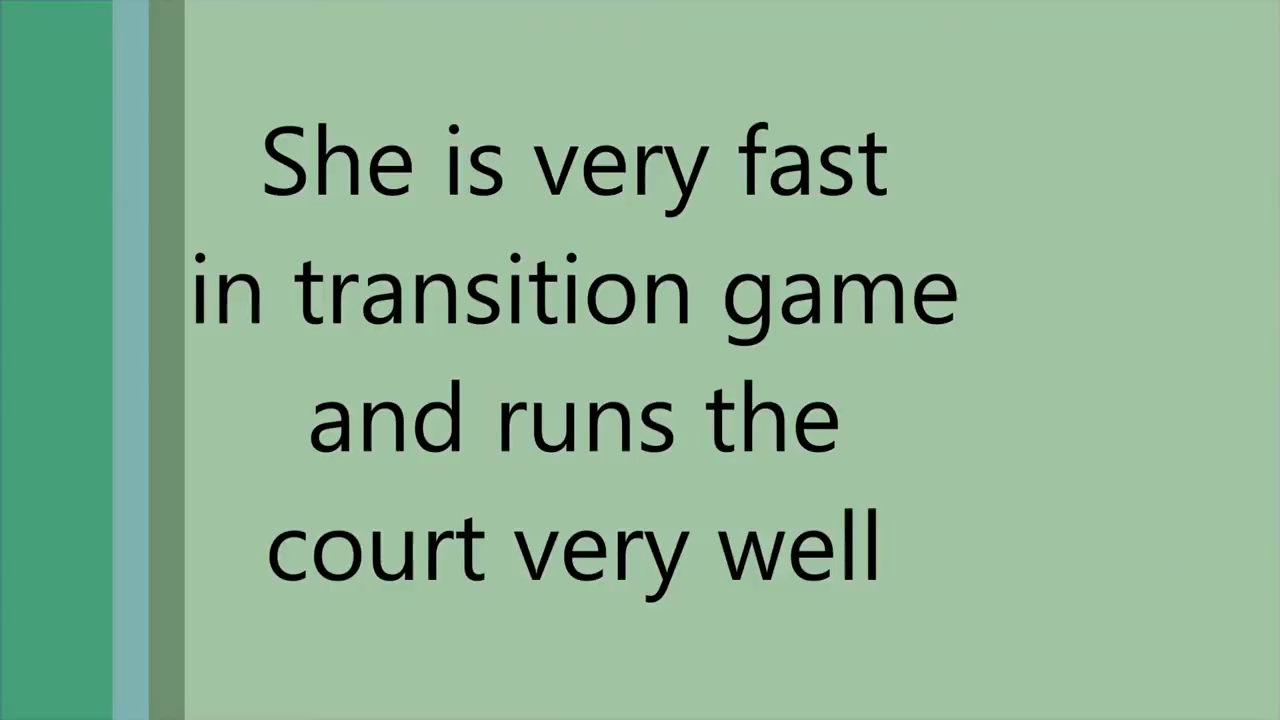 She is very fast
in transition game
and runs the
court very well